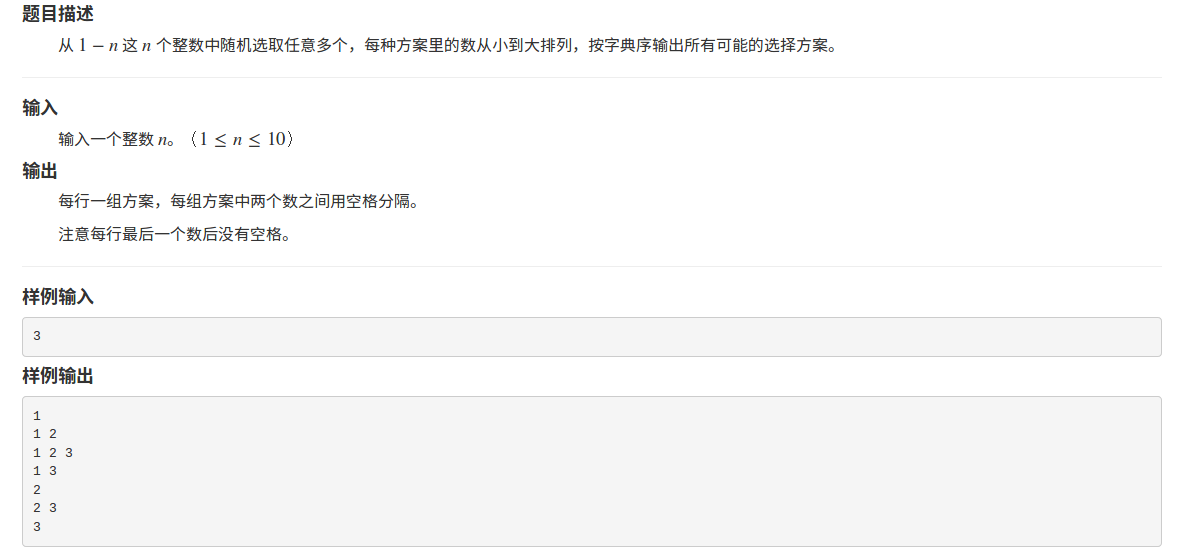 题目描述
从 1 − n 这 n 个整数中随机选取任意多个，每种方案里的数从小到大排列，按字典序输出所有可能的选择方案。
输入
输入一个整数 n。（1 ≤ n ≤ 10）
输出
每行一组方案，每组方案中两个数之间用空格分隔。
注意每行最后一个数后没有空格。
样例输入
3
样例输出
1
1 2
1 2 3
1 3
2
2 3
3